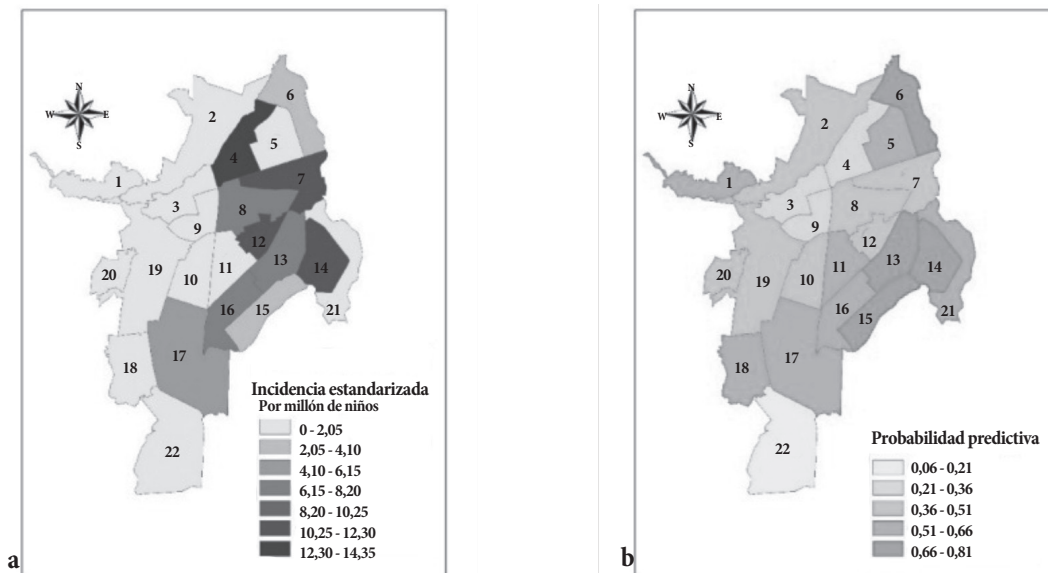 N
W E
S
6
2
5
4
1
7
3
8
9
12
13
11
14
20
19
10
16
15
21
17
18
22
Incidencia estandarizada
Por millón de niños
0 - 2,05
2,05 - 4,10
4,10 - 6,15
6,15 - 8,20
8,20 - 10,25
10,25 - 12,30
12,30 - 14,35
a
N
W E
S
6
2
5
4
1
7
3
8
9
12
13
11
14
20
19
10
16
15
21
17
18
22
Probabilidad predictiva
0,06 - 0,21
0,21 - 0,36
0,36 - 0,51
0,51 - 0,66
0,66 - 0,81
b